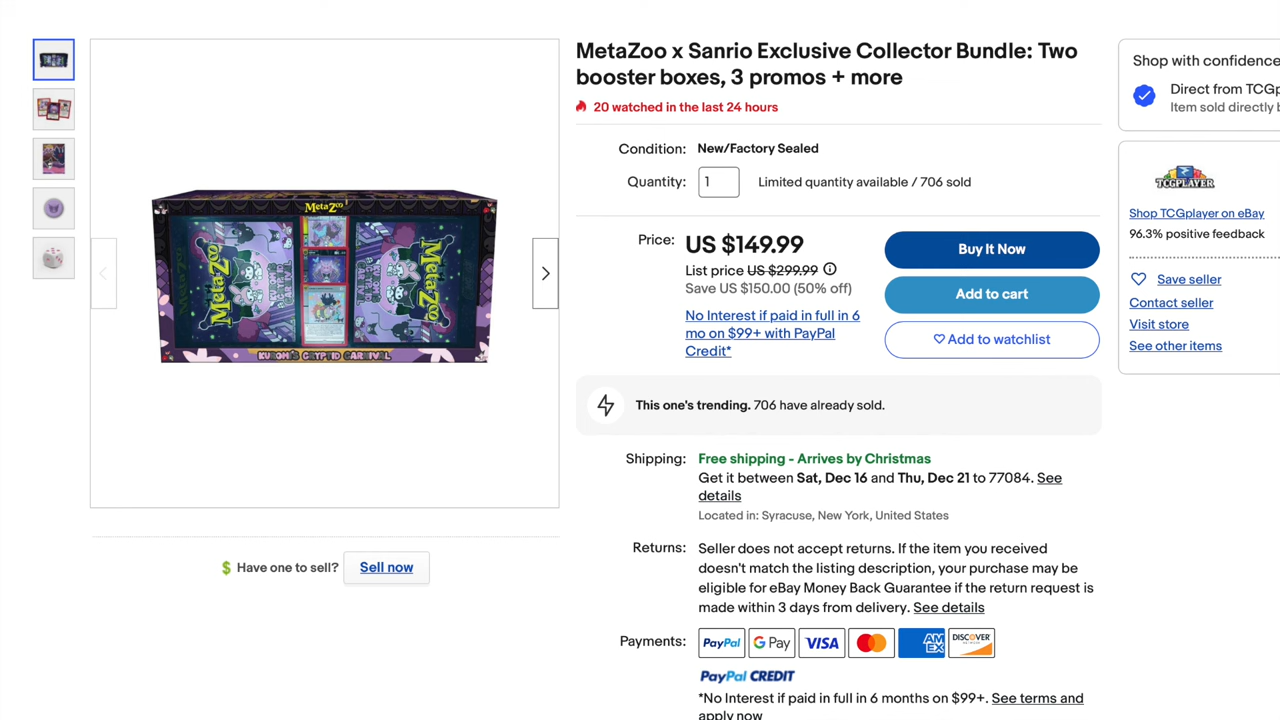 MetaZoo x Sanrio Exclusive Collector Bundle: Two
booster boxes, 3 promos + more
20 watched in the last 24 hours
Condition: New/Factory Sealed
Quantity: 1 Limited quantity available / 706 sold
Price: US $149.99
List price US $299.99
Save US $150.00 (50% off)
No Interest if paid in full in 6
mo on $99+ with PayPal
Credit*
Buy It Now
Add to cart
Add to watchlist
This one's trending. 706 have already sold.
Shipping: Free shipping - Arrives by Christmas
Get it between Sat, Dec 16 and Thu, Dec 21 to 77084. See
details
Located in: Syracuse, New York, United States
Returns: Seller does not accept returns. If the item you received
doesn't match the listing description, your purchase may be
eligible for eBay Money Back Guarantee if the return request is
made within 3 days from delivery. See details
Payments: PayPal G Pay VISA AM EX DISCOVER
PayPal CREDIT
*No Interest if paid in full in 6 months on $99+. See terms and
apply now
MetaZoo
MetaZoo
MetaZoo
KUROMI'S CRYPTID CARNIVAL
Have one to sell? Sell now
Shop with confidence
Direct from TCGp
Item sold directly b
TCGPLAYER
Shop TCGplayer on eBay
96.3% positive feedback
Save seller
Contact seller
Visit store
See other items